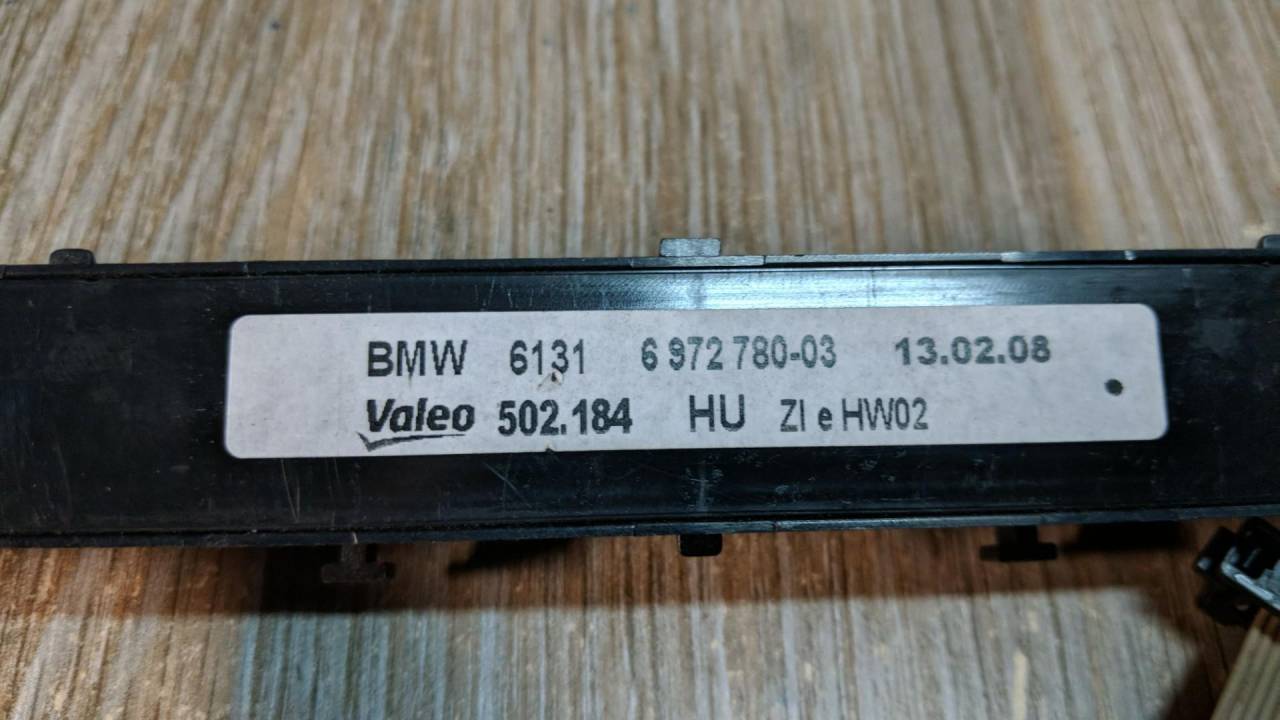 BMW 6131 6 972 780-03 13.02.08
Valeo 502.184 HU ZI e HW02